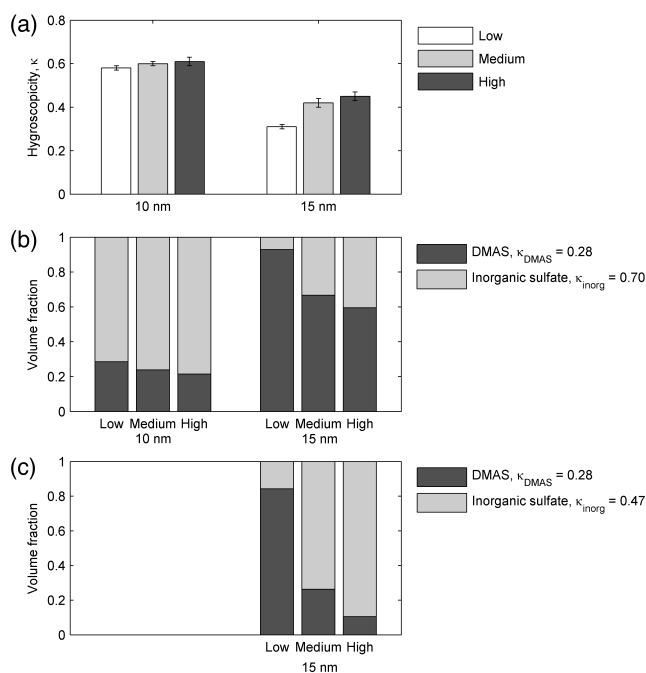 (a)
0.8
0.6
0.4
0.2
0
Hygroscopicity, κ
10 nm
15 nm
Low
Medium
High
(b)
1
0.8
0.6
0.4
0.2
0
Volume fraction
Low Medium High
10 nm
Low Medium High
15 nm
DMAS, κDMAS = 0.28
Inorganic sulfate, κinorg = 0.70
(c)
1
0.8
0.6
0.4
0.2
0
Volume fraction
Low Medium High
15 nm
DMAS, κDMAS = 0.28
Inorganic sulfate, κinorg = 0.47